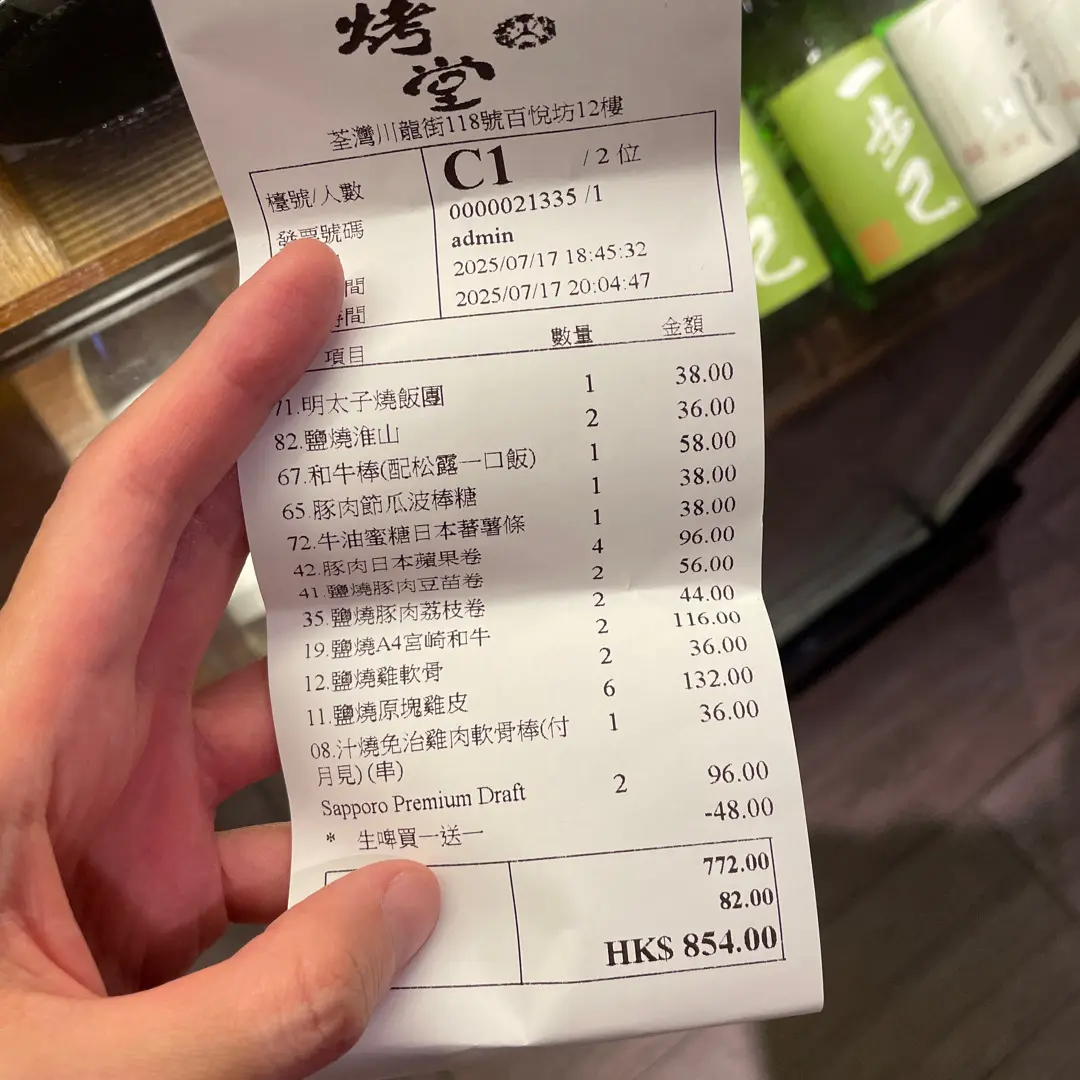 烤
堂
荃灣川龍街118號百悅坊12樓
檯號/人數 C1 / 2 位
發票號碼 0000021335 /1
admin
間 2025/07/17 18:45:32
時間 2025/07/17 20:04:47
項目 數量 金額
71.明太子燒飯團 1 38.00
82.鹽燒淮山 2 36.00
67.和牛棒(配松露一口飯) 1 58.00
65.豚肉節瓜波棒糖 1 38.00
72.牛油蜜糖日本蕃薯條 1 38.00
42.豚肉日本蘋果卷 4 96.00
41.鹽燒豚肉豆苗卷 2 56.00
35.鹽燒豚肉荔枝卷 2 44.00
19.鹽燒A4宮崎和牛 2 116.00
12.鹽燒雞軟骨 2 36.00
11.鹽燒原塊雞皮 6 132.00
08.汁燒免治雞肉軟骨棒(付 1 36.00
月見)(串)
Sapporo Premium Draft 2 96.00
* 生啤買一送一 -48.00
772.00
82.00
HK$ 854.00